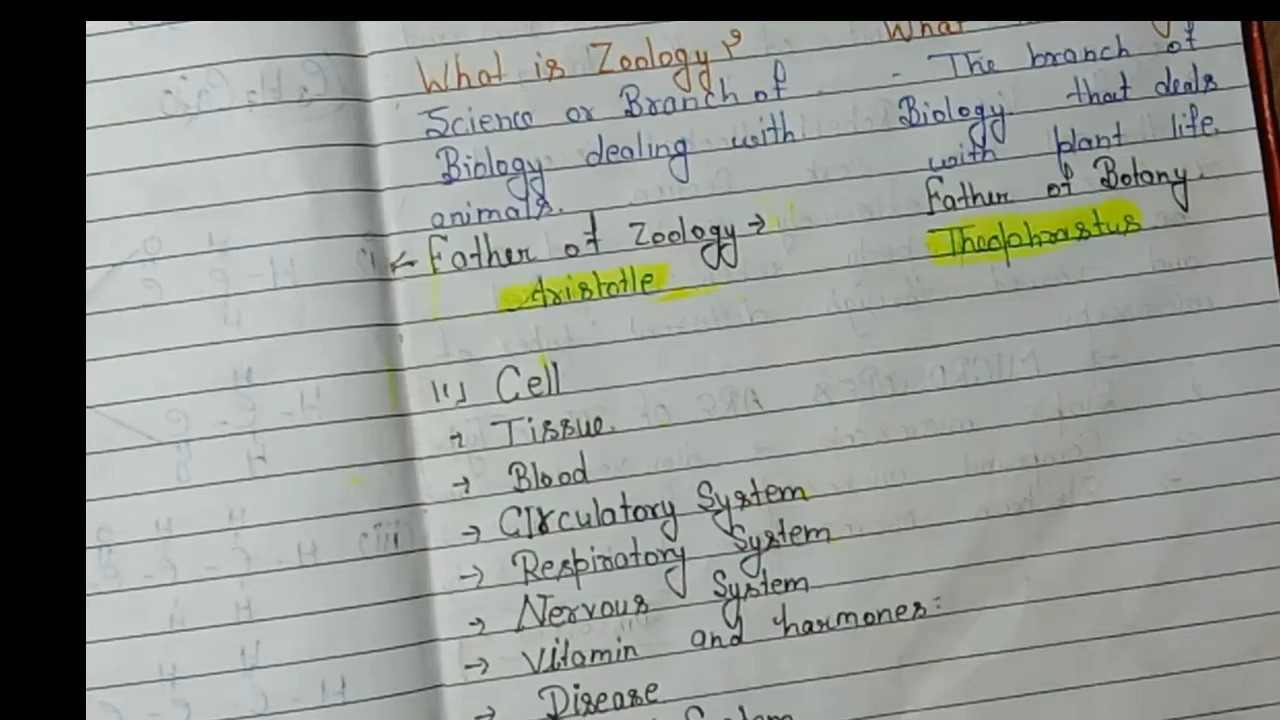 What is Zoology?
Science or Branch of
Biology dealing with
animals.
← Father of Zoology →
Aristotle
What
- The branch of
Biology that deals
with plant life.
Father of Botany.
Theophrastus
(ii) Cell
→ Tissue.
→ Blood
→ Circulatory System
→ Respiratory System
→ Nervous System
→ Vitamin and harmones:
→ Disease